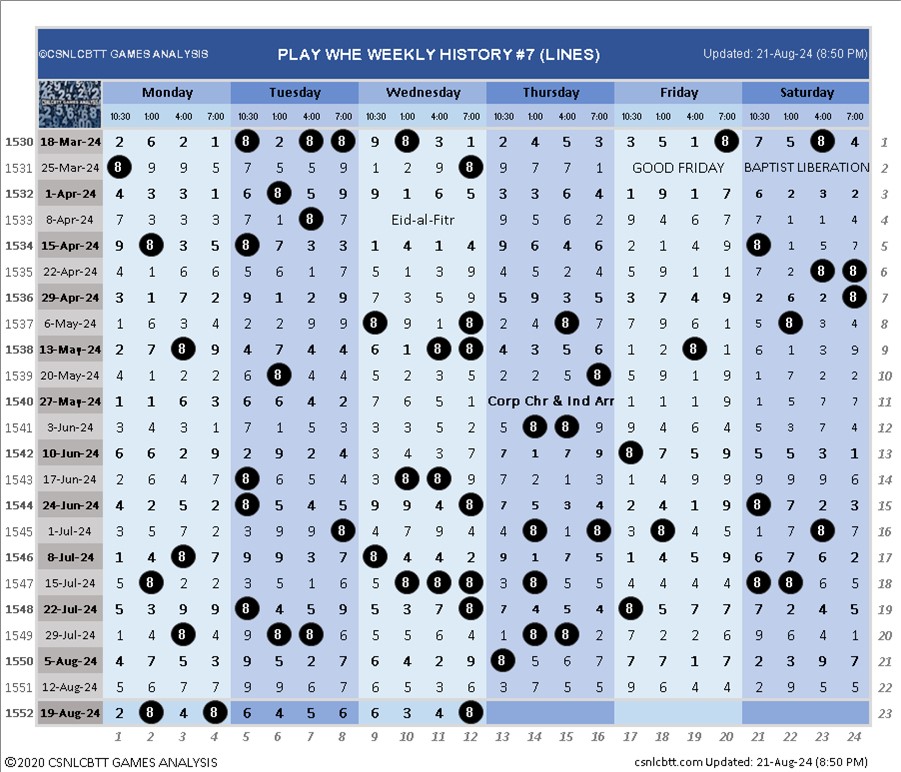 ©CSNLCBTT GAMES ANALYSIS PLAY WHE WEEKLY HISTORY #7 (LINES) Updated: 21-Aug-24 (8:50 PM)
Monday Tuesday Wednesday Thursday Friday Saturday
10:30 1:00 4:00 7:00 10:30 1:00 4:00 7:00 10:30 1:00 4:00 7:00 10:30 1:00 4:00 7:00 10:30 1:00 4:00 7:00 10:30 1:00 4:00 7:00
1530 18-Mar-24 2 6 2 1 8 2 8 8 9 8 3 1 2 4 5 3 3 5 1 8 7 5 8 4 1
1531 25-Mar-24 8 9 9 9 7 5 5 9 1 2 9 8 9 7 7 1 GOOD FRIDAY BAPTIST LIBERATION 2
1532 1-Apr-24 4 3 3 1 6 8 5 9 9 1 6 5 3 3 6 4 1 9 1 7 6 2 3 2 3
1533 8-Apr-24 7 3 3 3 7 1 8 7 Eid-al-Fitr 9 5 6 2 9 4 6 7 7 1 1 4 4
1534 15-Apr-24 9 8 3 5 8 7 3 3 1 4 1 4 9 6 4 6 2 1 4 9 8 1 5 7 5
1535 22-Apr-24 4 1 6 6 5 6 1 7 5 1 3 9 4 5 2 4 5 9 1 1 7 2 8 8 6
1536 29-Apr-24 3 1 7 2 9 1 2 9 7 3 5 9 5 9 3 5 3 7 4 9 2 6 2 8 7
1537 6-May-24 1 6 3 4 2 2 9 9 8 9 1 8 2 4 8 7 7 9 6 1 5 8 3 4 8
1538 13-May-24 2 7 8 9 4 7 4 4 6 1 8 8 4 3 5 6 1 2 8 4 6 1 3 9 9
1539 20-May-24 4 1 2 2 6 8 4 4 5 2 3 5 2 2 5 8 5 9 1 9 1 7 2 2 10
1540 27-May-24 1 1 6 3 6 6 4 2 7 6 5 1 Corp Chr & Ind Arr 1 1 1 9 1 5 7 7 11
1541 3-Jun-24 3 4 3 1 7 1 5 3 3 3 5 2 5 8 8 9 9 4 6 4 5 3 7 4 12
1542 10-Jun-24 6 6 2 9 2 9 2 4 3 4 3 7 7 1 7 9 8 7 5 9 5 5 3 1 13
1543 17-Jun-24 2 6 4 7 8 6 5 4 3 8 8 9 7 2 1 3 1 4 9 9 9 9 7 6 14
1544 24-Jun-24 4 2 5 2 8 5 4 5 9 9 4 8 7 5 3 4 2 4 1 9 8 7 2 3 15
1545 1-Jul-24 3 5 7 2 3 9 9 8 4 7 9 4 4 8 1 8 3 8 4 5 1 7 8 7 16
1546 8-Jul-24 1 4 8 7 9 9 3 7 8 4 4 2 9 1 7 5 1 4 5 9 6 7 6 2 17
1547 15-Jul-24 5 8 2 2 3 5 1 6 5 8 8 8 3 8 5 5 4 4 4 4 8 8 6 5 18
1548 22-Jul-24 5 3 9 9 8 4 5 9 5 3 7 8 7 4 5 4 8 5 7 7 7 2 4 5 19
1549 29-Jul-24 1 4 8 4 9 8 8 6 5 5 6 4 1 8 8 2 7 2 2 6 9 6 4 1 20
1550 5-Aug-24 4 7 5 3 9 5 2 7 6 4 2 9 8 5 6 7 7 7 1 7 2 3 9 7 21
1551 12-Aug-24 5 6 7 7 9 9 6 7 6 5 3 6 3 7 5 5 9 6 4 4 2 9 5 5 22
1552 19-Aug-24 2 8 4 8 6 4 5 6 6 3 4 8 23
1 2 3 4 5 6 7 8 9 10 11 12 13 14 15 16 17 18 19 20 21 22 23 24
©2020 CSNLCBTT GAMES ANALYSIS csnlcbtt.com Updated: 21-Aug-24 (8:50 PM)